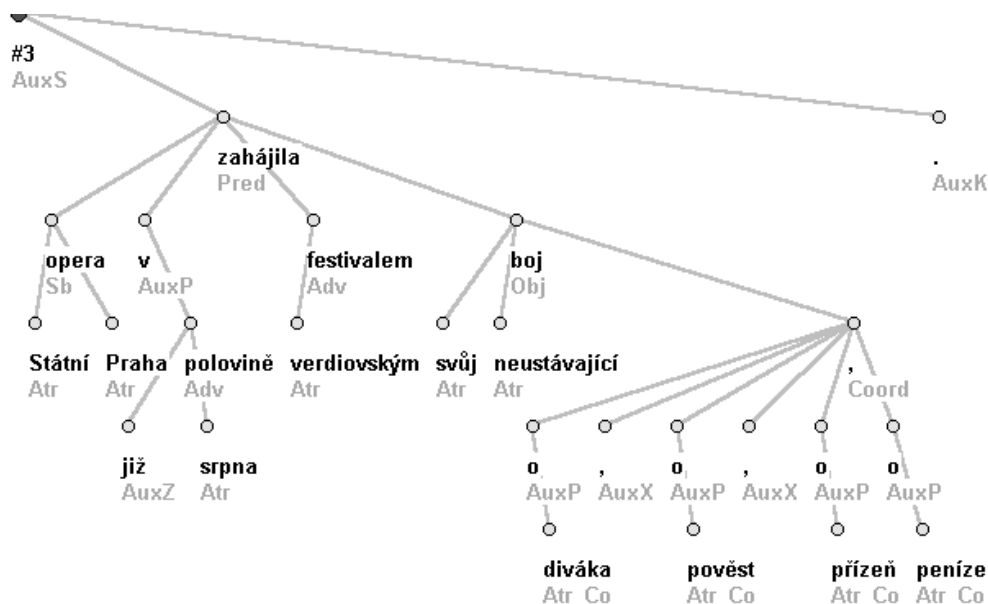 #3
AuxS
zahájila .
Pred AuxK
opera v festivalem boj
Sb AuxP Adv Obj
Státní Praha polovině verdiovským svůj neustávající ,
Atr Atr Adv Atr Atr Atr Coord
již srpna o , o , o o
AuxZ Atr AuxP AuxX AuxP AuxX AuxP AuxP
diváka pověst přízeň peníze
Atr Co Atr Co Atr Co Atr Co